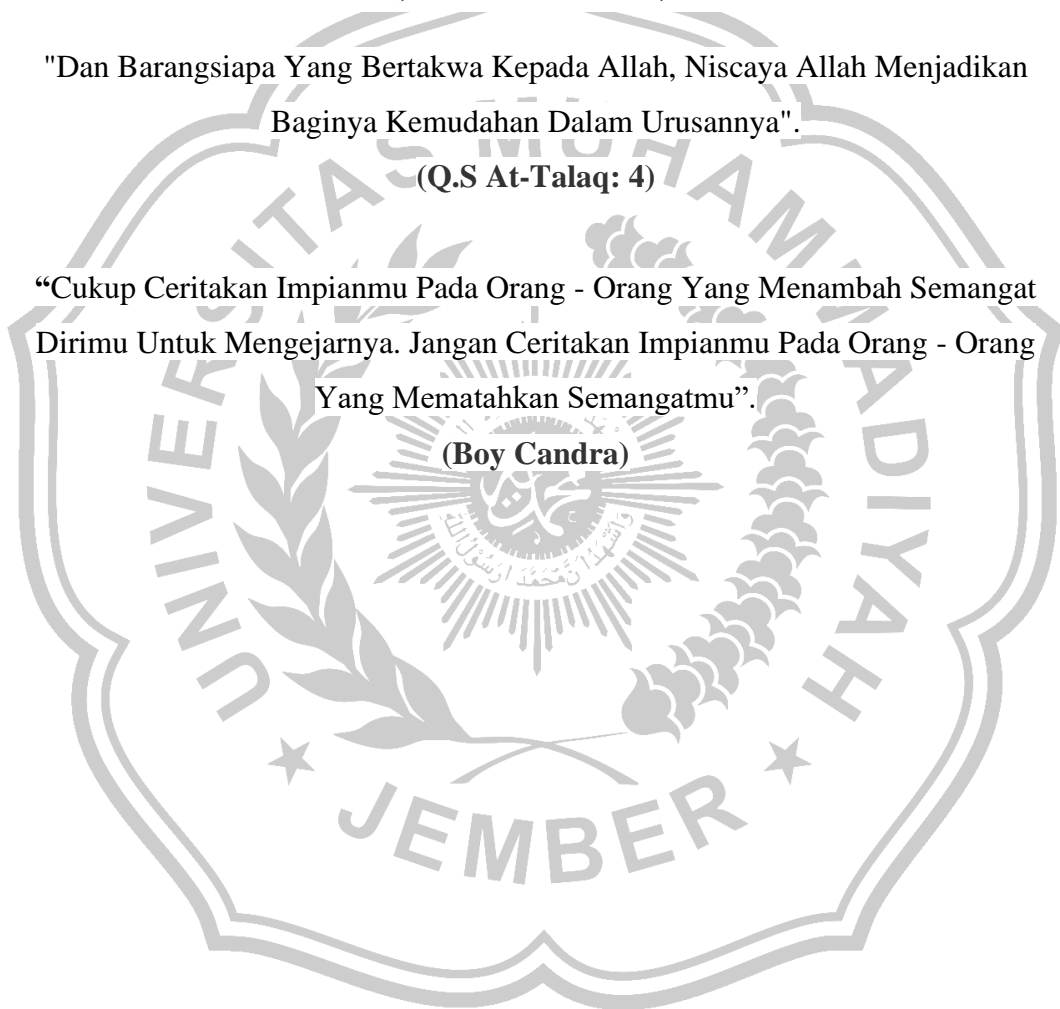 "Dan Barangsiapa Yang Bertakwa Kepada Allah, Niscaya Allah Menjadikan
Baginya Kemudahan Dalam Urusannya".
(Q.S At-Talaq: 4)
“Cukup Ceritakan Impianmu Pada Orang - Orang Yang Menambah Semangat
Dirimu Untuk Mengejarnya. Jangan Ceritakan Impianmu Pada Orang - Orang
Yang Mematahkan Semangatmu”.
(Boy Candra)
UNIVERSITAS MUHAMMADIYAH
JEMBER